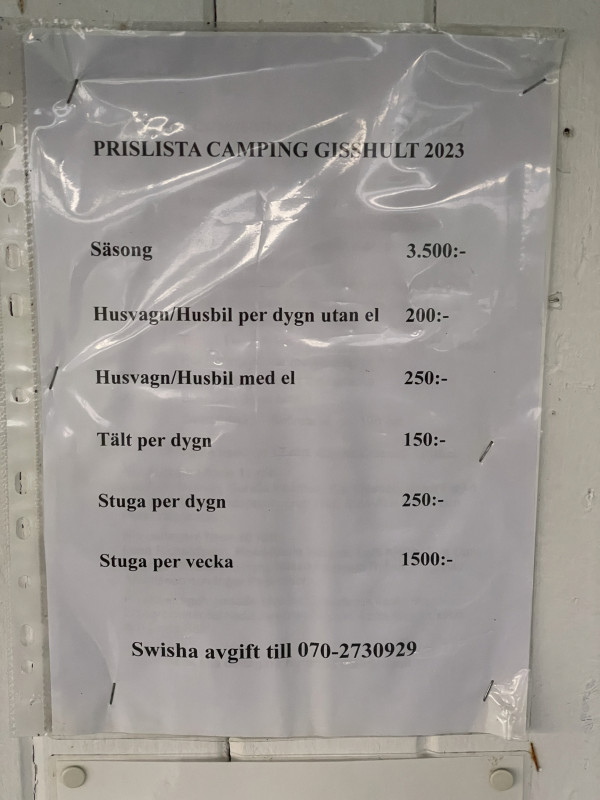 PRISLISTA CAMPING GISSHULT 2023
Säsong 3.500:-
Husvagn/Husbil per dygn utan el 200:-
Husvagn/Husbil med el 250:-
Tält per dygn 150:-
Stuga per dygn 250:-
Stuga per vecka 1500:-
Swisha avgift till 070-2730929